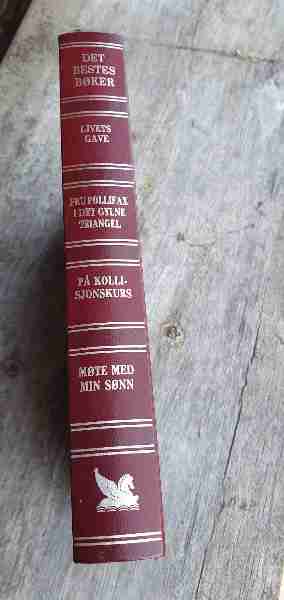 DET
BESTES
BØKER
LIVETS
GAVE
FRU POLLIFAX
I DET GYLNE
TRIANGEL
PÅ KOLLI-
SJONSKURS
MØTE MED
MIN SØNN